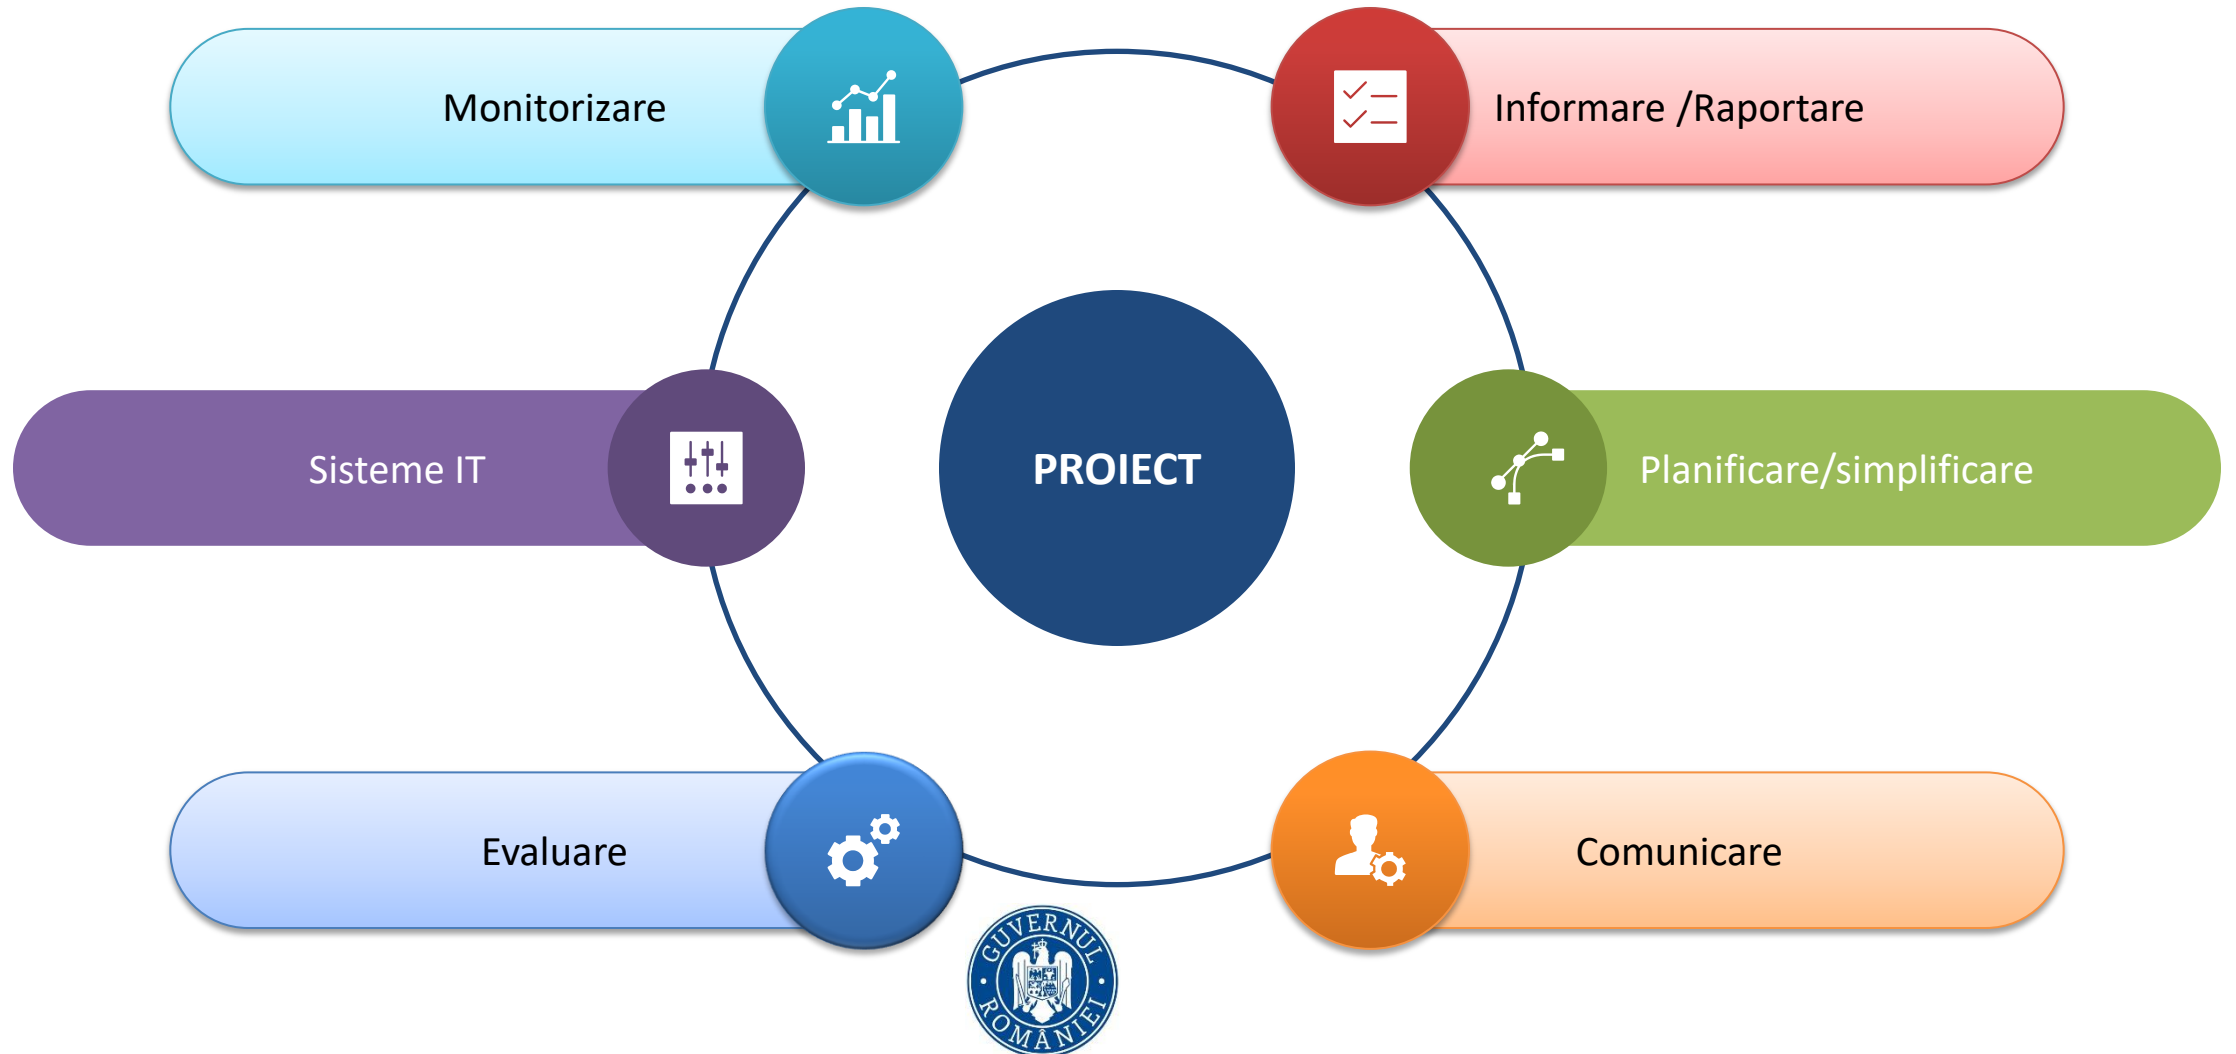 Monitorizare
Informare /Raportare
Sisteme IT
PROIECT
Planificare/simplificare
Evaluare
Comunicare
GUVERNUL
ROMÂNIEI